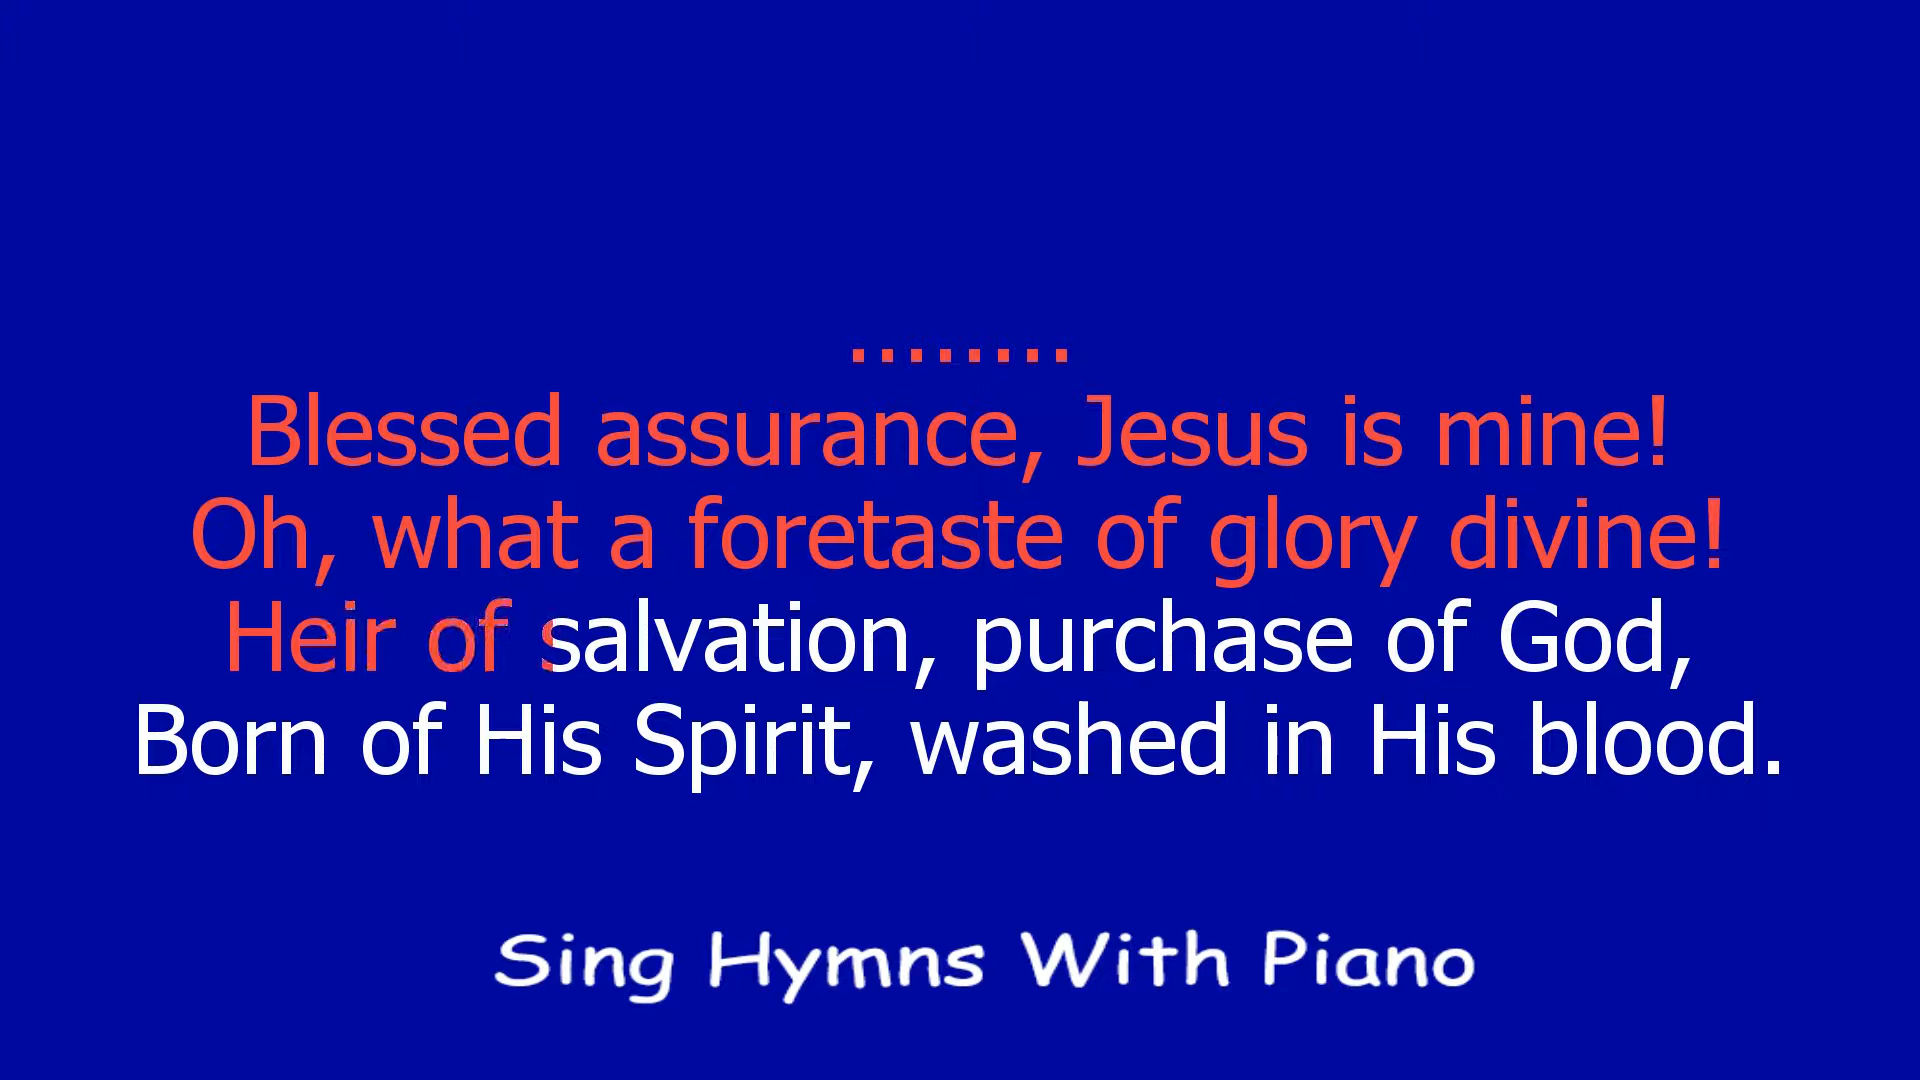 ........
Blessed assurance, Jesus is mine!
Oh, what a foretaste of glory divine!
Heir of salvation, purchase of God,
Born of His Spirit, washed in His blood.
Sing Hymns With Piano